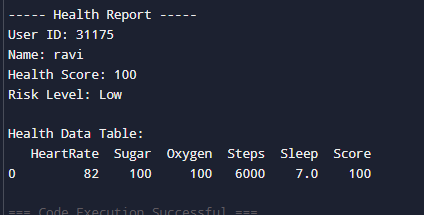 ----- Health Report -----
User ID: 31175
Name: ravi
Health Score: 100
Risk Level: Low
Health Data Table:
HeartRate Sugar Oxygen Steps Sleep Score
0 82 100 100 6000 7.0 100
=== Code Execution Successful ===